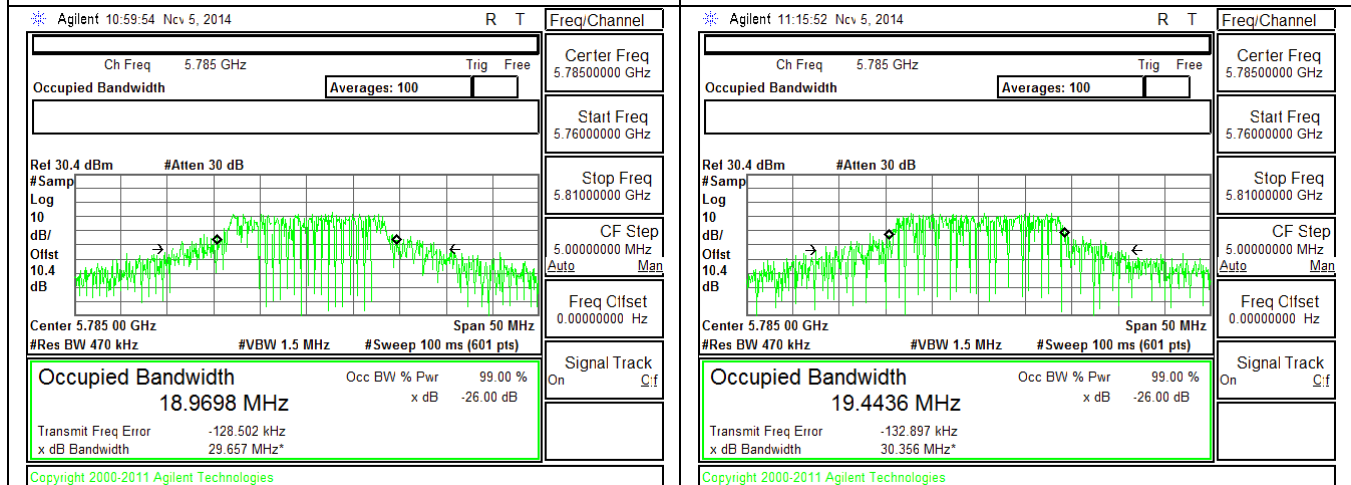 Agilent 10:59:54 Nov 5, 2014 R T Freq/Channel
Ch Freq 5.785 GHz Trig Free
Occupied Bandwidth Averages: 100
Center Freq
5.78500000 GHz
Start Freq
5.76000000 GHz
Ref 30.4 dBm #Atten 30 dB
#Samp
Log
10
dB/
Offst
10.4
dB
Stop Freq
5.81000000 GHz
CF Step
5.00000000 MHz
Auto Man
Freq Offset
0.00000000 Hz
Center 5.785 00 GHz Span 50 MHz
#Res BW 470 kHz #VBW 1.5 MHz #Sweep 100 ms (601 pts)
Signal Track
On Off
Occupied Bandwidth Occ BW % Pwr 99.00 %
18.9698 MHz x dB -26.00 dB
Transmit Freq Error -128.502 kHz
x dB Bandwidth 29.657 MHz*
Copyright 2000-2011 Agilent Technologies
Agilent 11:15:52 Nov 5, 2014 R T Freq/Channel
Ch Freq 5.785 GHz Trig Free
Occupied Bandwidth Averages: 100
Center Freq
5.78500000 GHz
Start Freq
5.76000000 GHz
Ref 30.4 dBm #Atten 30 dB
#Samp
Log
10
dB/
Offst
10.4
dB
Stop Freq
5.81000000 GHz
CF Step
5.00000000 MHz
Auto Man
Freq Offset
0.00000000 Hz
Center 5.785 00 GHz Span 50 MHz
#Res BW 470 kHz #VBW 1.5 MHz #Sweep 100 ms (601 pts)
Signal Track
On Off
Occupied Bandwidth Occ BW % Pwr 99.00 %
19.4436 MHz x dB -26.00 dB
Transmit Freq Error -132.897 kHz
x dB Bandwidth 30.356 MHz*
Copyright 2000-2011 Agilent Technologies